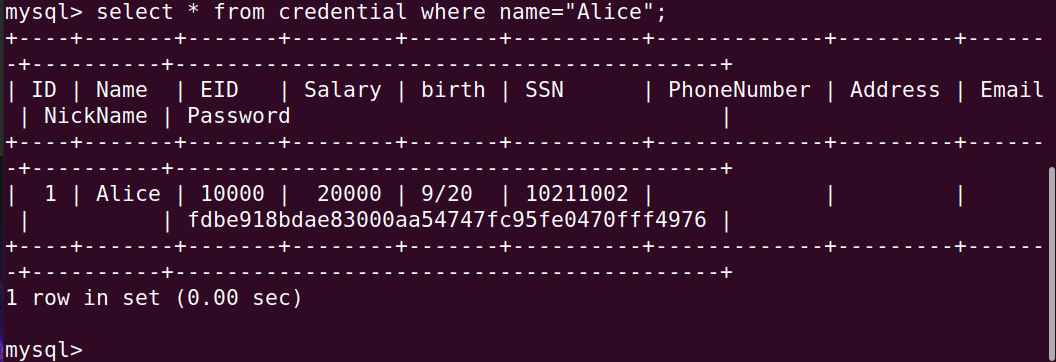 mysql> select * from credential where name="Alice";
+----+-------+-------+--------+-------+----------+-------------+---------+------
-+----------+------------------------------------------+
| ID | Name  | EID   | Salary | birth | SSN      | PhoneNumber | Address | Email
 | NickName | Password                                 |
+----+-------+-------+--------+-------+----------+-------------+---------+------
-+----------+------------------------------------------+
|  1 | Alice | 10000 |  20000 | 9/20  | 10211002 |             |         |
 |          | fdbe918bdae83000aa54747fc95fe0470fff4976 |
+----+-------+-------+--------+-------+----------+-------------+---------+------
-+----------+------------------------------------------+
1 row in set (0.00 sec)
mysql>